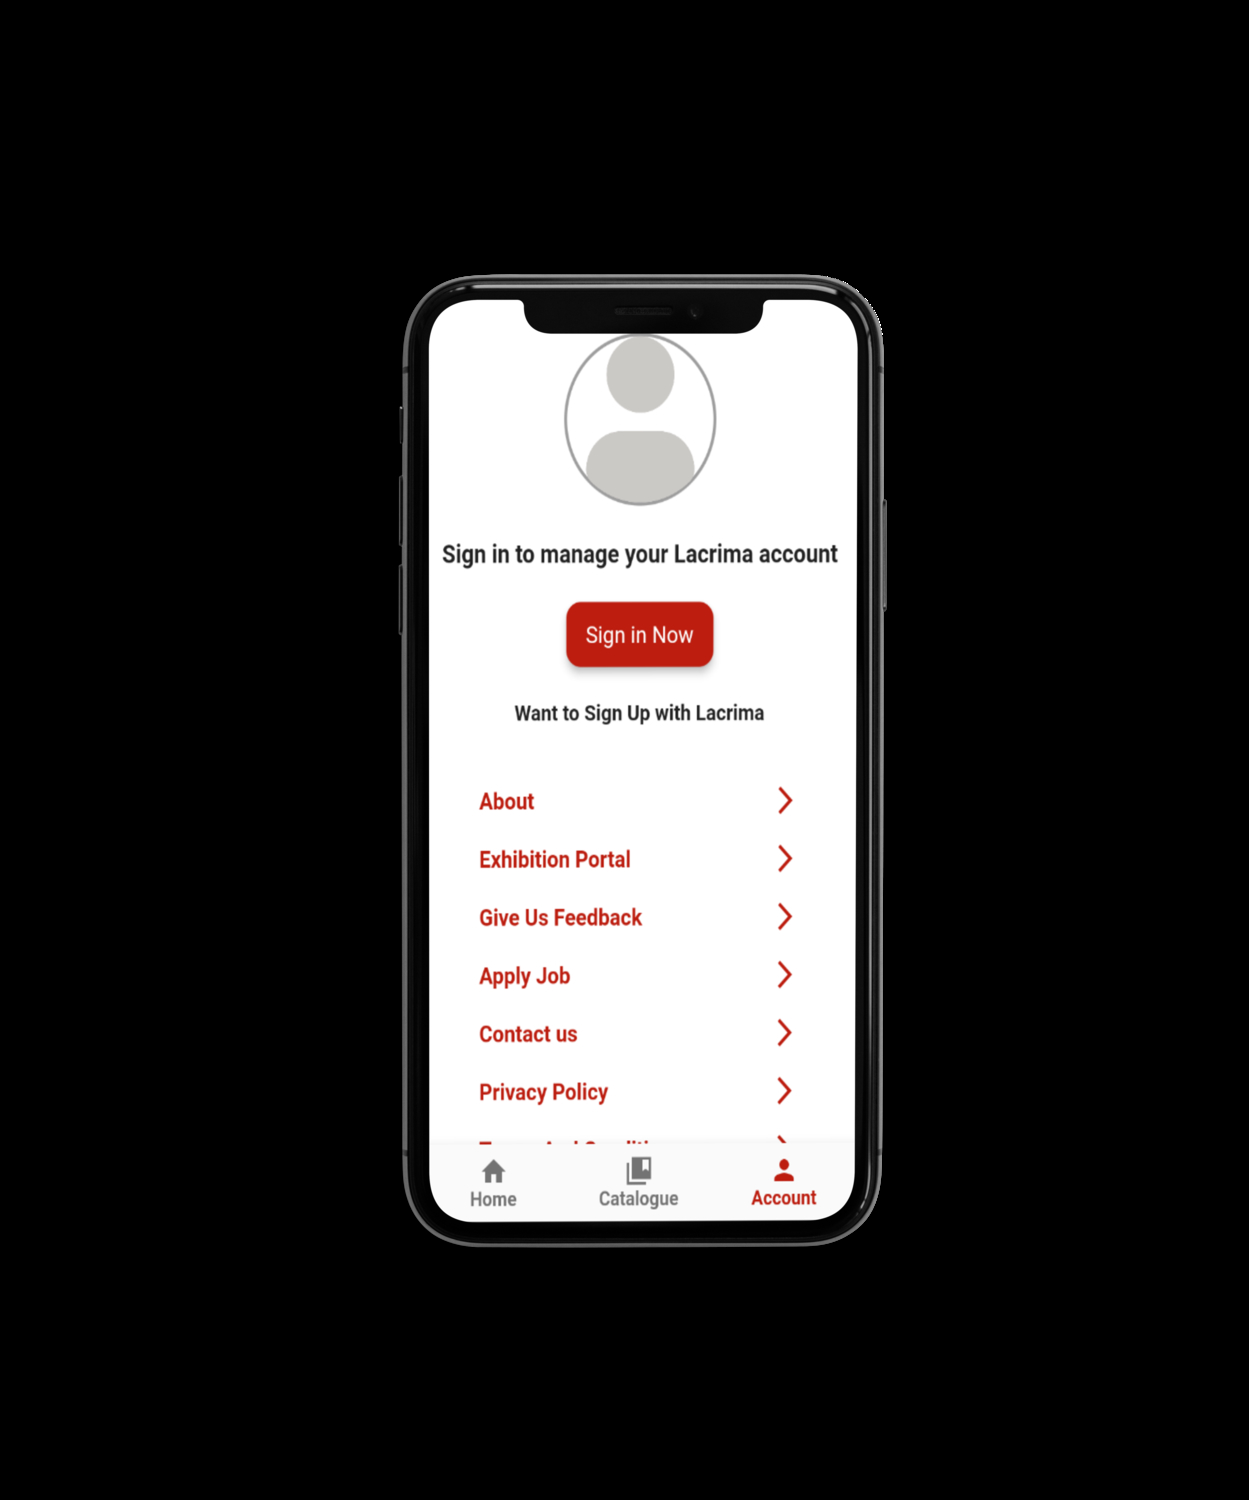 Sign in to manage your Lacrima account
Sign in Now
Want to Sign Up with Lacrima
About
Exhibition Portal
Give Us Feedback
Apply Job
Contact us
Privacy Policy
Home
Catalogue
Account